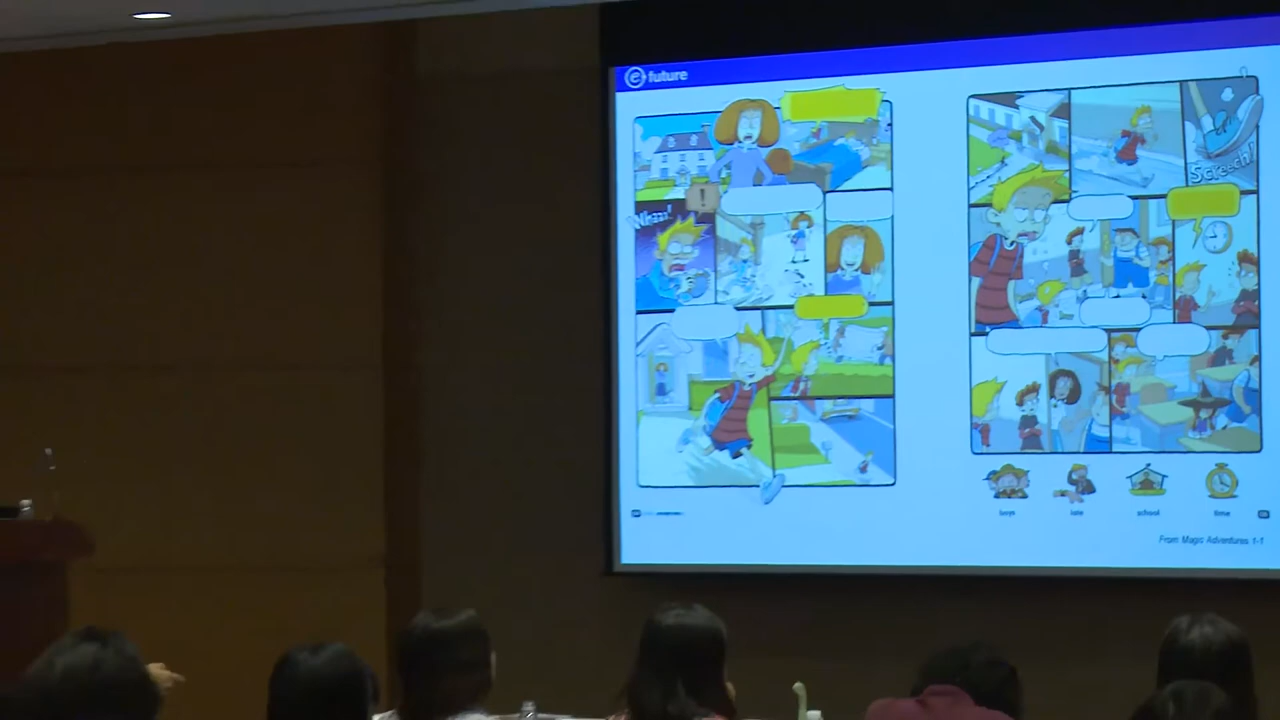 e future
Whaa!
!
Screech!
boys
late
school
time
From Magic Adventures 1-1